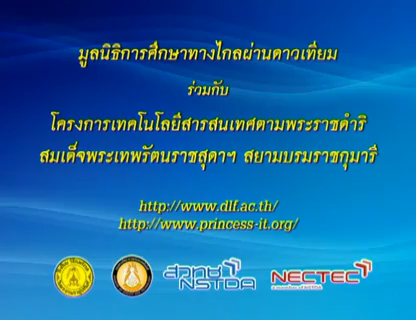 มูลนิธิการศึกษาทางไกลผ่านดาวเทียม
ร่วมกับ
โครงการเทคโนโลยีสารสนเทศตามพระราชดำริ
สมเด็จพระเทพรัตนราชสุดาฯ สยามบรมราชกุมารี
http://www.dlf.ac.th/
http://www.princess-it.org/
สวทช
NSTDA
NECTEC